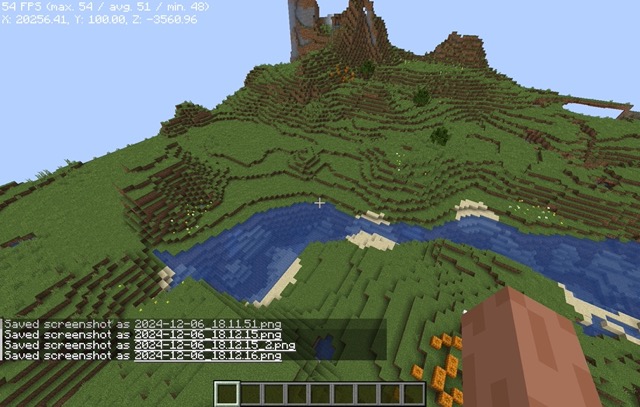 54 FPS (max. 54 / avg. 51 / min. 48)
X: 20256.41, Y: 100.00, Z: -3560.96
Saved screenshot as 2024-12-06_18.11.51.png
Saved screenshot as 2024-12-06_18.12.15.png
Saved screenshot as 2024-12-06_18.12.15_2.png
Saved screenshot as 2024-12-06_18.12.16.png